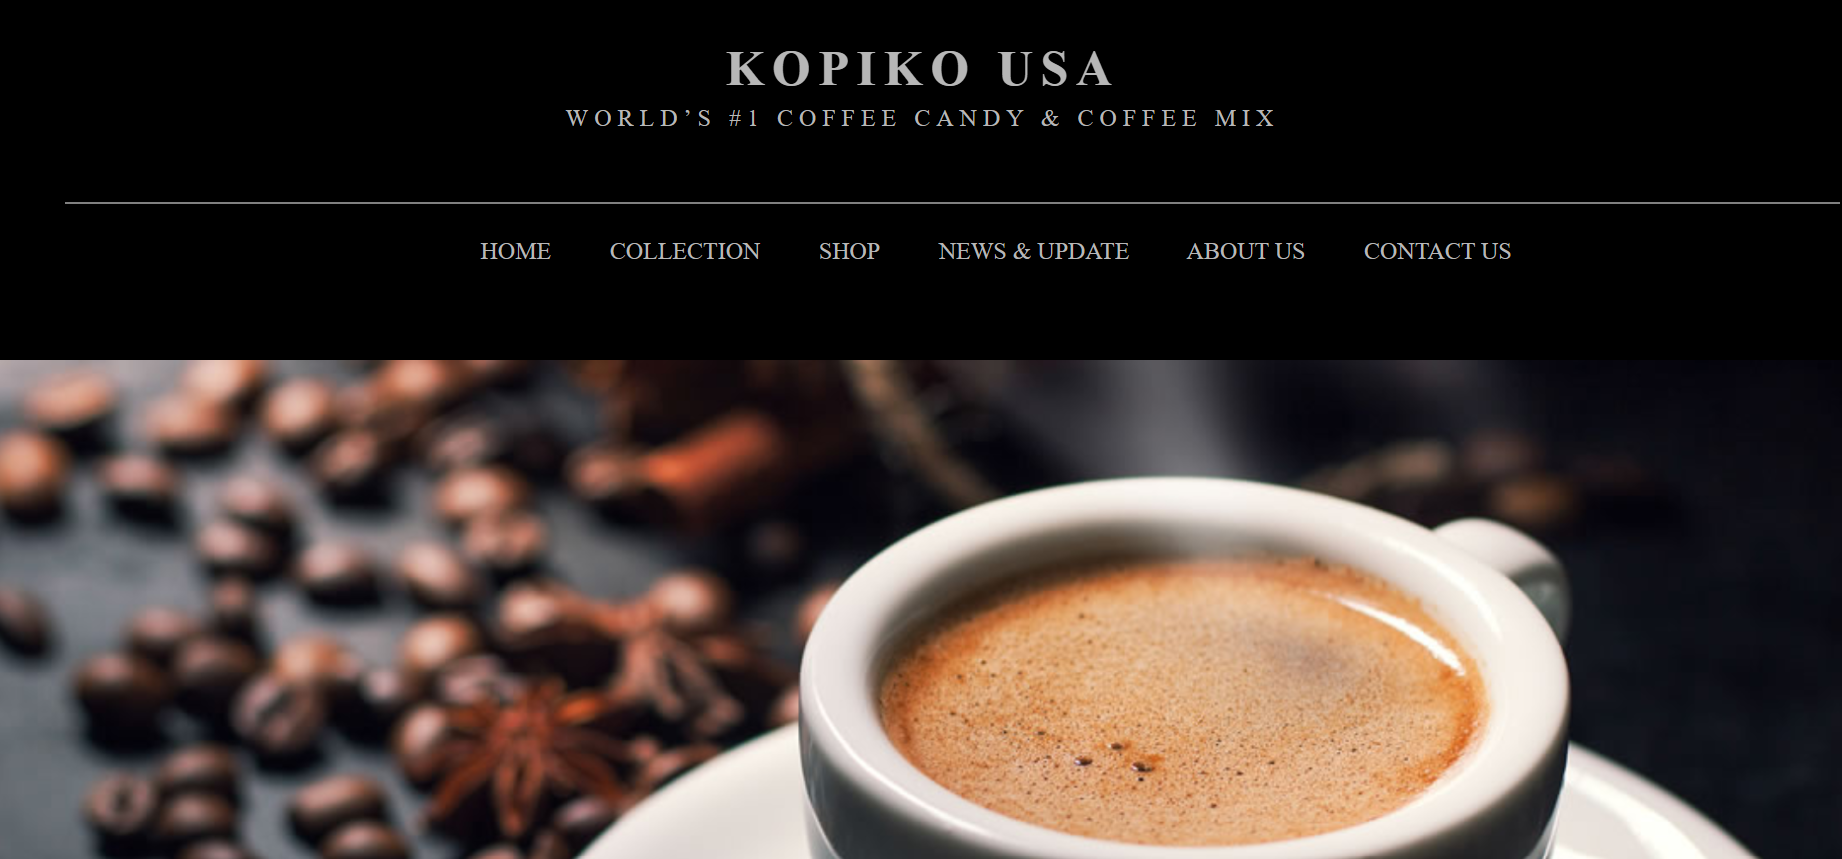 KOPIKO USA
WORLD’S #1 COFFEE CANDY & COFFEE MIX
HOME COLLECTION SHOP NEWS & UPDATE ABOUT US CONTACT US